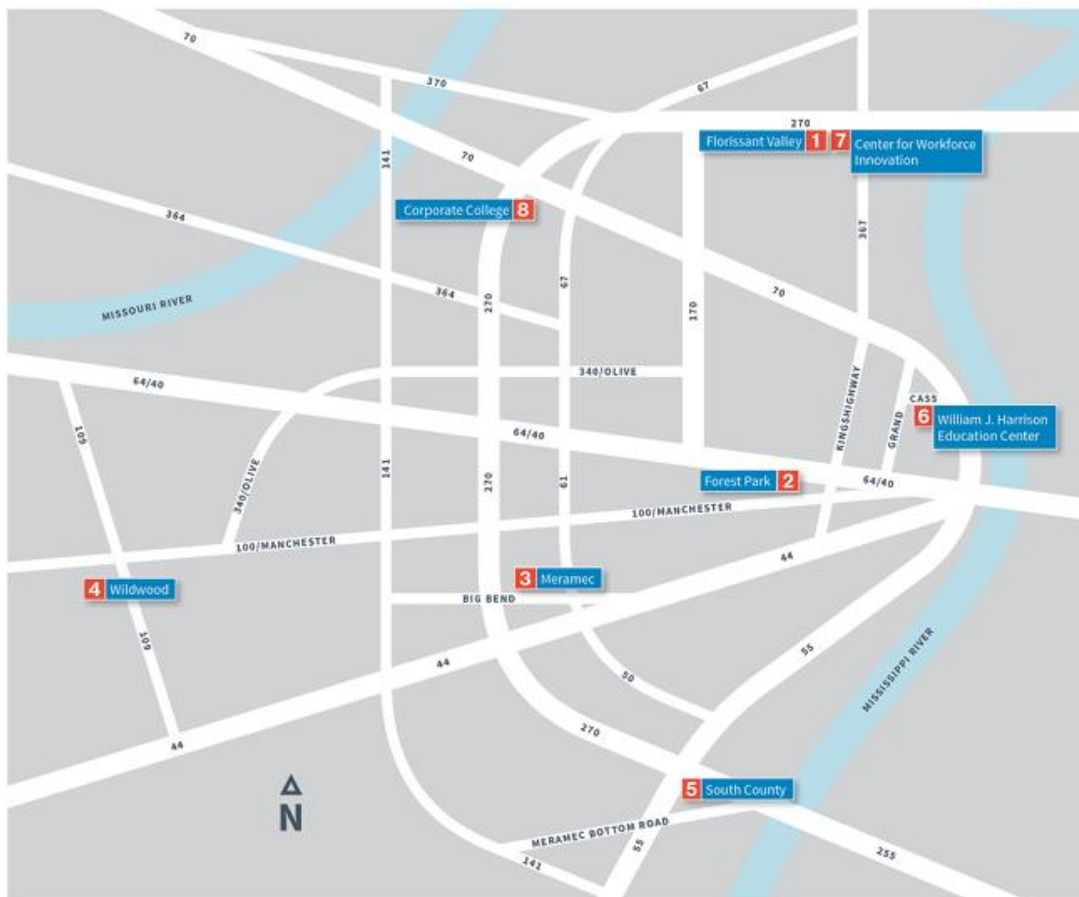 70
370
67
270
Florissant Valley 1
7 Center for Workforce
Innovation
141
70
Corporate College 8
364
367
364
67
270
70
170
MISSOURI RIVER
340/OLIVE
64/40
CASS
6 William J. Harrison
Education Center
KINGSHIGHWAY
GRAND
109
64/40
141
270
61
340/OLIVE
Forest Park 2
64/40
100/MANCHESTER
100/MANCHESTER
44
3 Meramec
4 Wildwood
BIG BEND
109
55
MISSISSIPPI RIVER
44
50
270
44
5 South County
N
MERAMEC BOTTOM ROAD
55
255
141